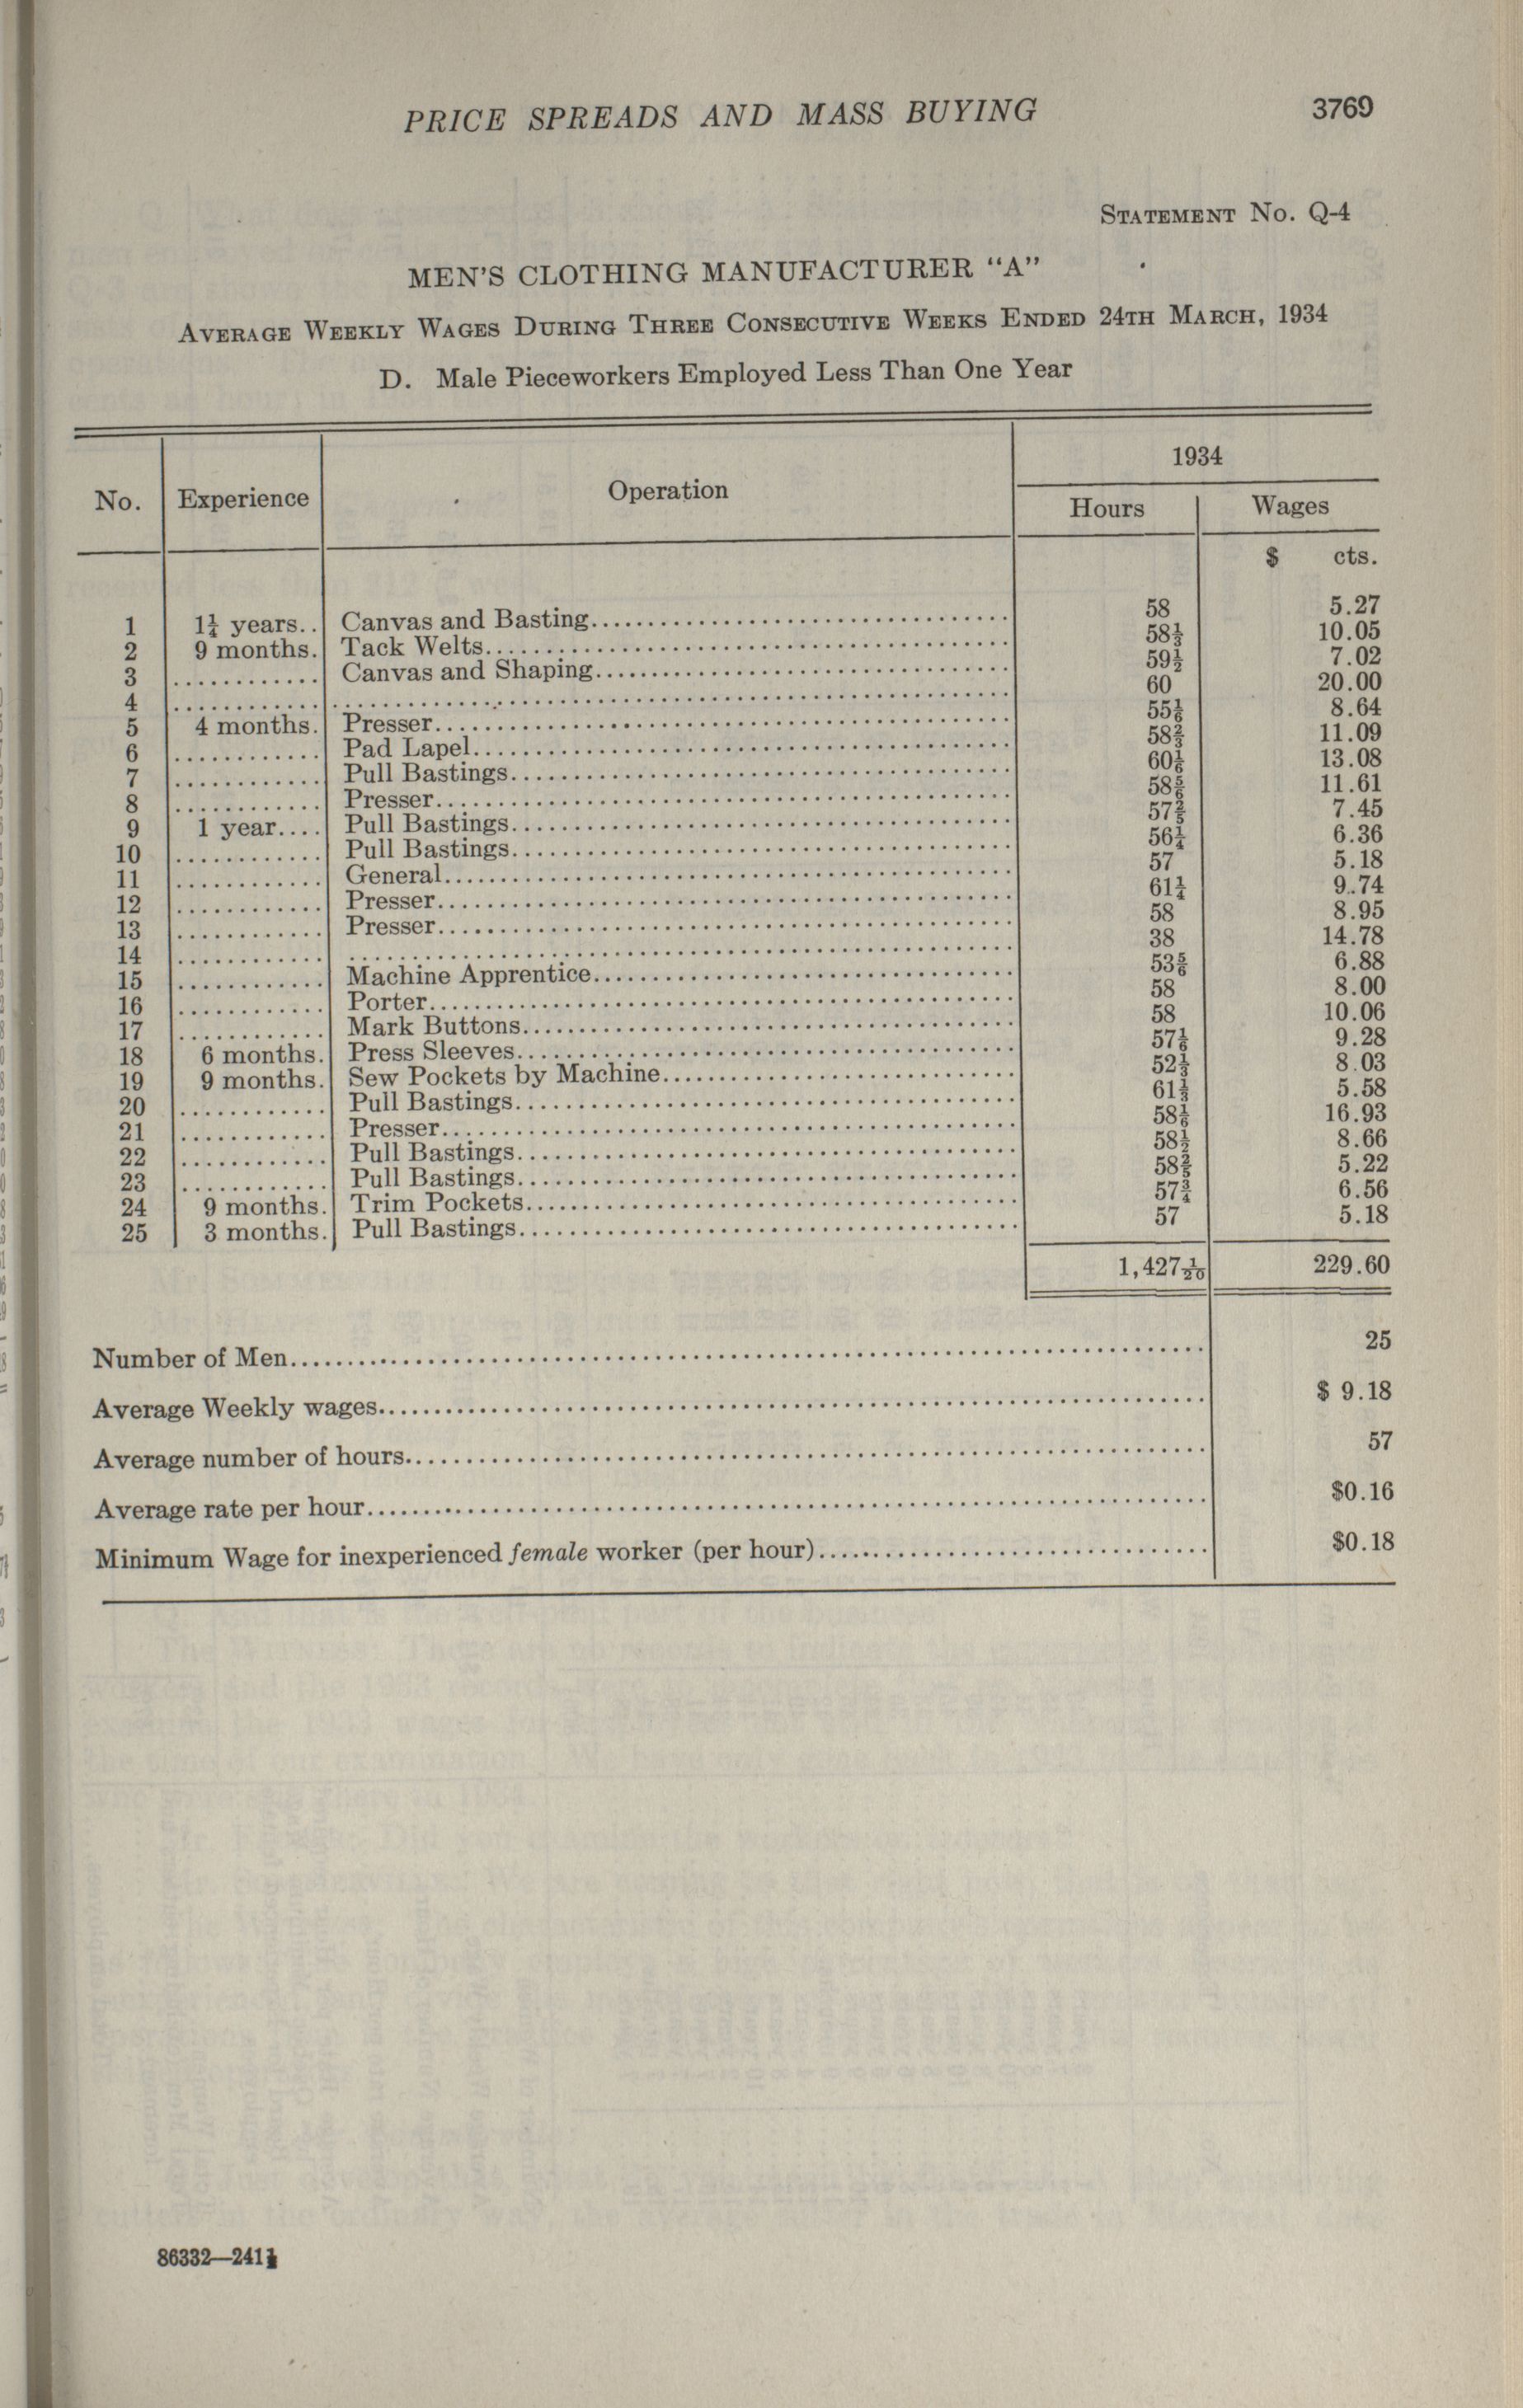 PRICE SPREADS AND MASS BUYING 3769
STATEMENT No. Q-4
MEN'S CLOTHING MANUFACTURER "A"
AVERAGE WEEKLY WAGES DURING THREE CONSECUTIVE WEEKS ENDED 24TH MARCH, 1934
D. Male Pieceworkers Employed Less Than One Year
No. Experience Operation 1934
Hours Wages
$ cts.
1 1¼ years.. Canvas and Basting 58 5.27
2 9 months. Tack Welts 58⅓ 10.05
3 Canvas and Shaping 59½ 7.02
4 60 20.00
5 4 months. Presser 55⅙ 8.64
6 Pad Lapel 58⅔ 11.09
7 Pull Bastings 60⅙ 13.08
8 Presser 58⅚ 11.61
9 1 year.... Pull Bastings 57⅔ 7.45
10 Pull Bastings 56¼ 6.36
11 General 57 5.18
12 Presser 61¼ 9.74
13 Presser 58 8.95
14 38 14.78
15 Machine Apprentice 53⅚ 6.88
16 Porter 58 8.00
17 Mark Buttons 58 10.06
18 6 months. Press Sleeves 57⅙ 9.28
19 9 months. Sew Pockets by Machine 52⅓ 8.03
20 Pull Bastings 61⅓ 5.58
21 Presser 58⅙ 16.93
22 Pull Bastings 58½ 8.66
23 Pull Bastings 58⅖ 5.22
24 9 months. Trim Pockets 57¾ 6.56
25 3 months. Pull Bastings 57 5.18
1,427 1/20 229.60
Number of Men 25
Average Weekly wages $ 9.18
Average number of hours 57
Average rate per hour $0.16
Minimum Wage for inexperienced female worker (per hour) $0.18
86332—241½